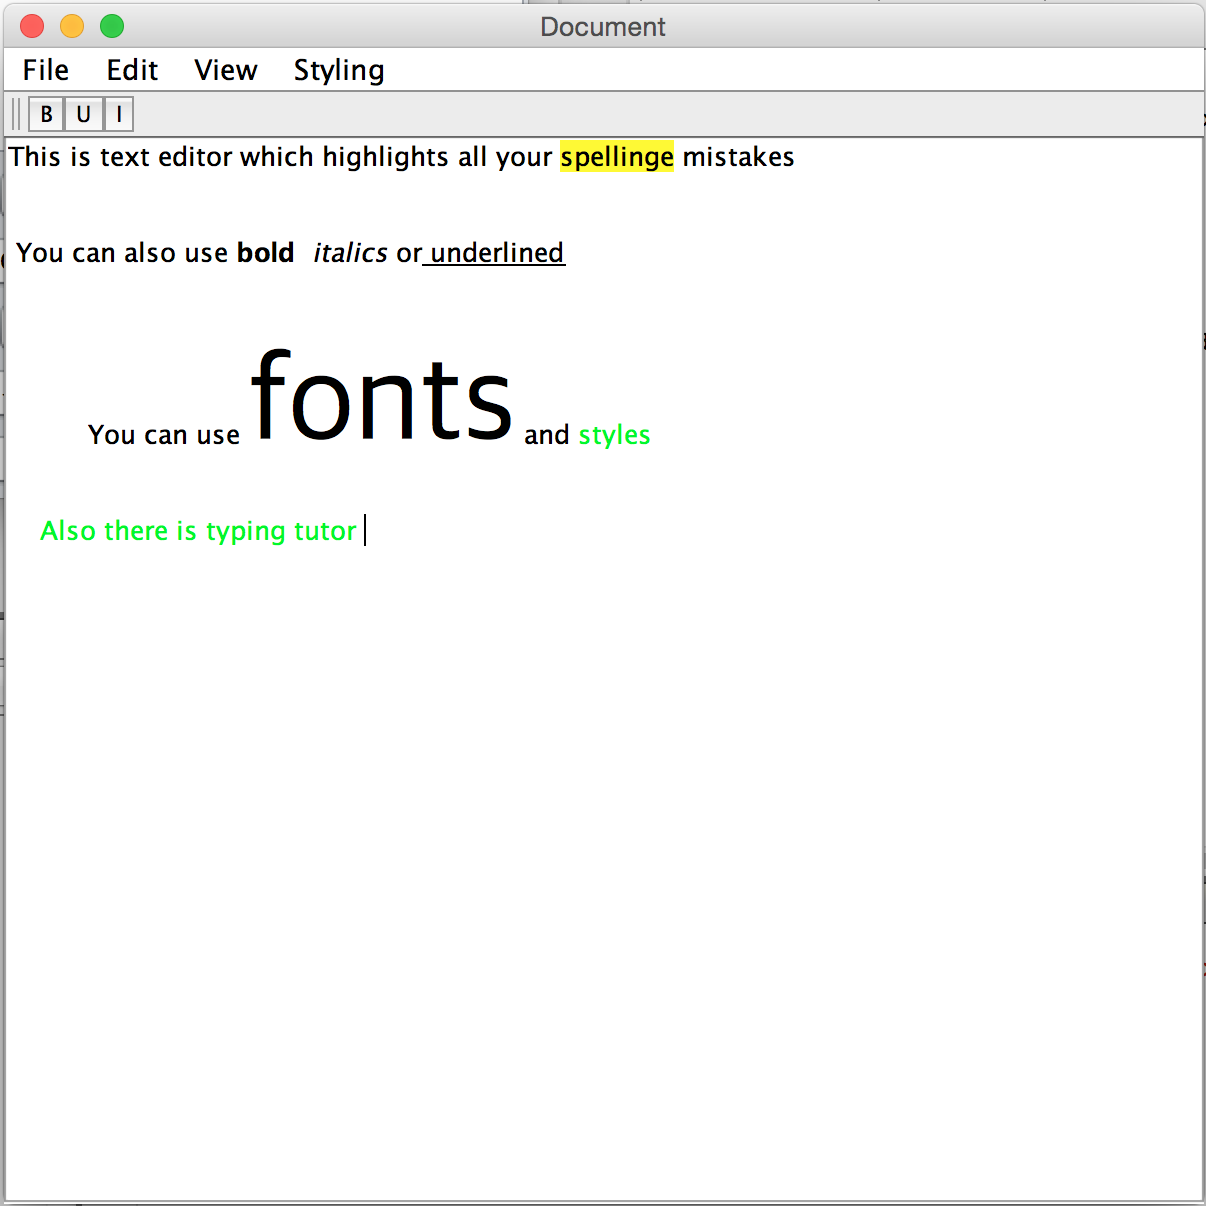 Document
File Edit View Styling
B U I
This is text editor which highlights all your spellinge mistakes
You can also use bold italics or underlined
You can use fonts and styles
Also there is typing tutor